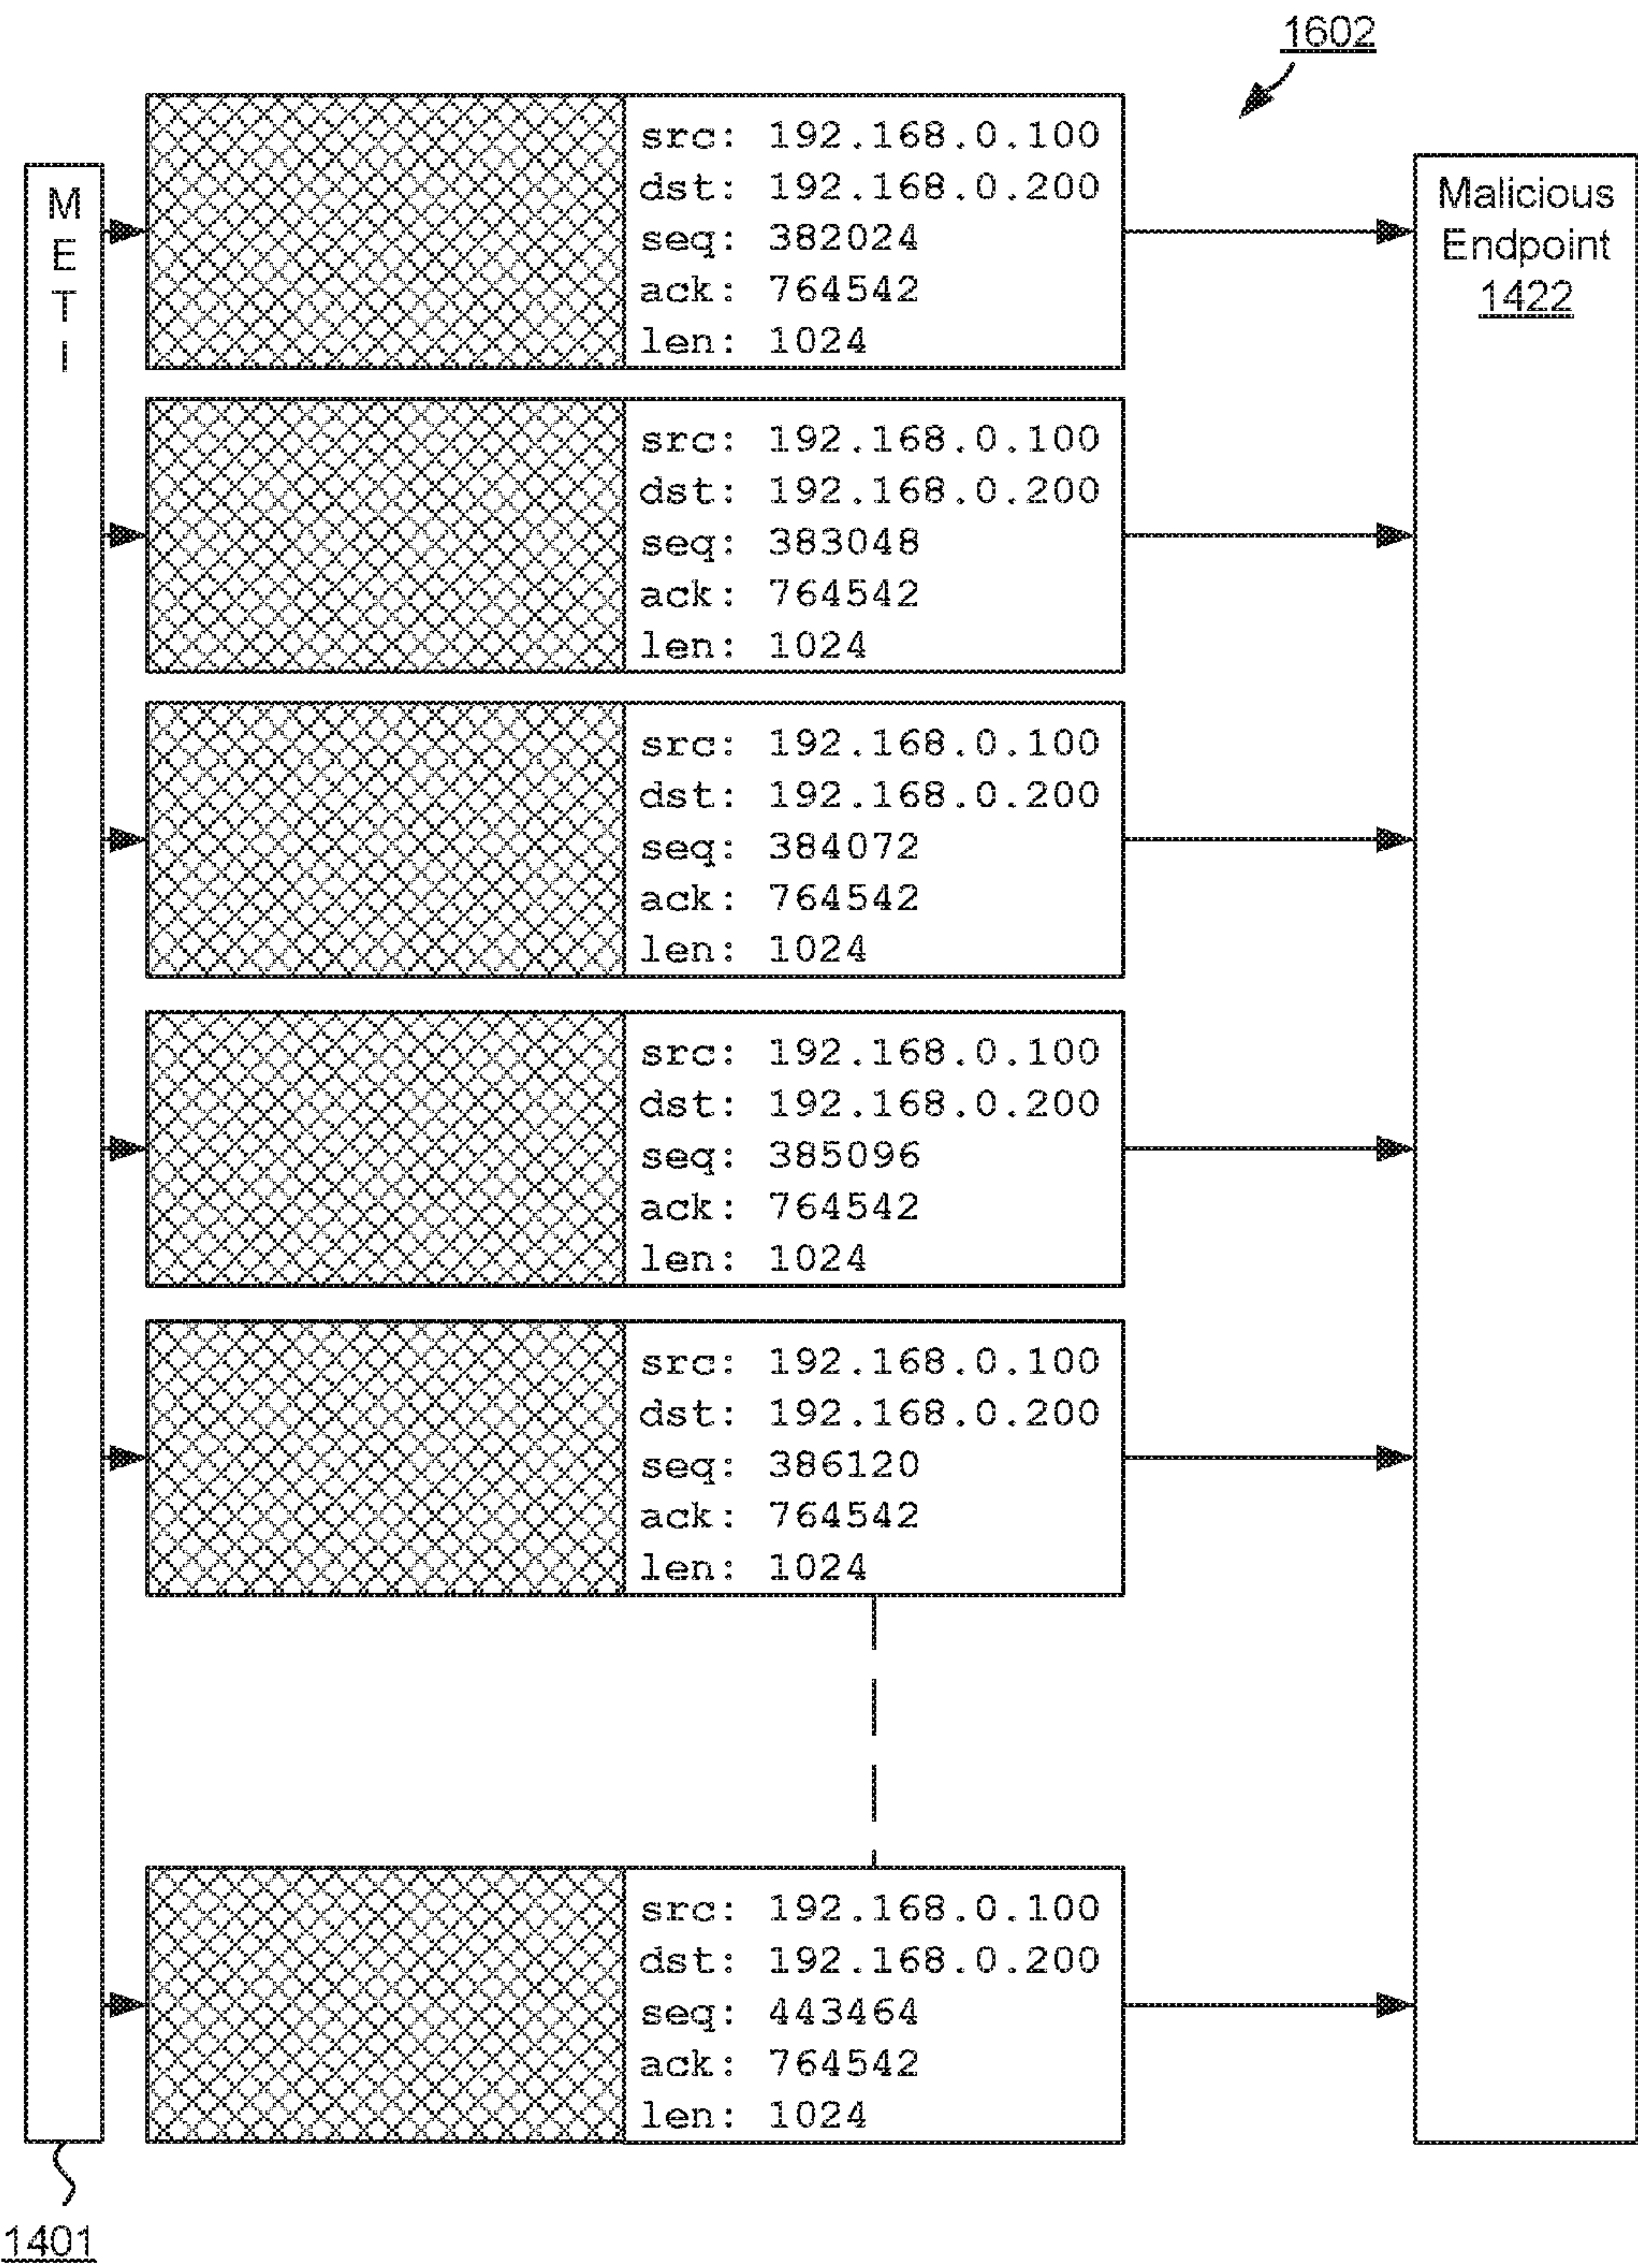 1602
M
E
T
I
src: 192.168.0.100
dst: 192.168.0.200
seq: 382024
ack: 764542
len: 1024
Malicious
Endpoint
1422
src: 192.168.0.100
dst: 192.168.0.200
seq: 383048
ack: 764542
len: 1024
src: 192.168.0.100
dst: 192.168.0.200
seq: 384072
ack: 764542
len: 1024
src: 192.168.0.100
dst: 192.168.0.200
seq: 385096
ack: 764542
len: 1024
src: 192.168.0.100
dst: 192.168.0.200
seq: 386120
ack: 764542
len: 1024
src: 192.168.0.100
dst: 192.168.0.200
seq: 443464
ack: 764542
len: 1024
1401